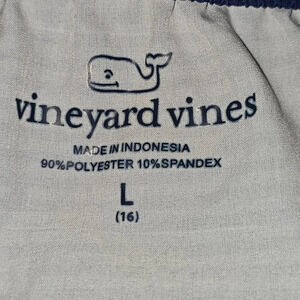 vineyard vines
MADE IN INDONESIA
90%POLYESTER 10%SPANDEX
L
(16)